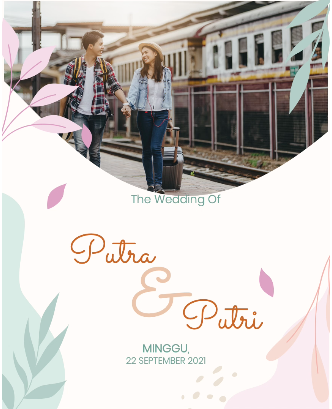 The Wedding Of
Putra
&
Putri
MINGGU,
22 SEPTEMBER 2021